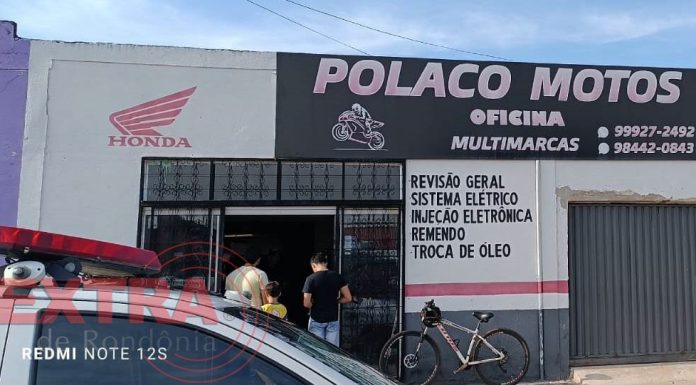 POLACO MOTOS
OFICINA
MULTIMARCAS
99927-2492
98442-0843
HONDA
REVISÃO GERAL
SISTEMA ELÉTRICO
INJEÇÃO ELETRÔNICA
REMENDO
TROCA DE ÓLEO
EXTRA
de Rondônia
REDMI NOTE 12S